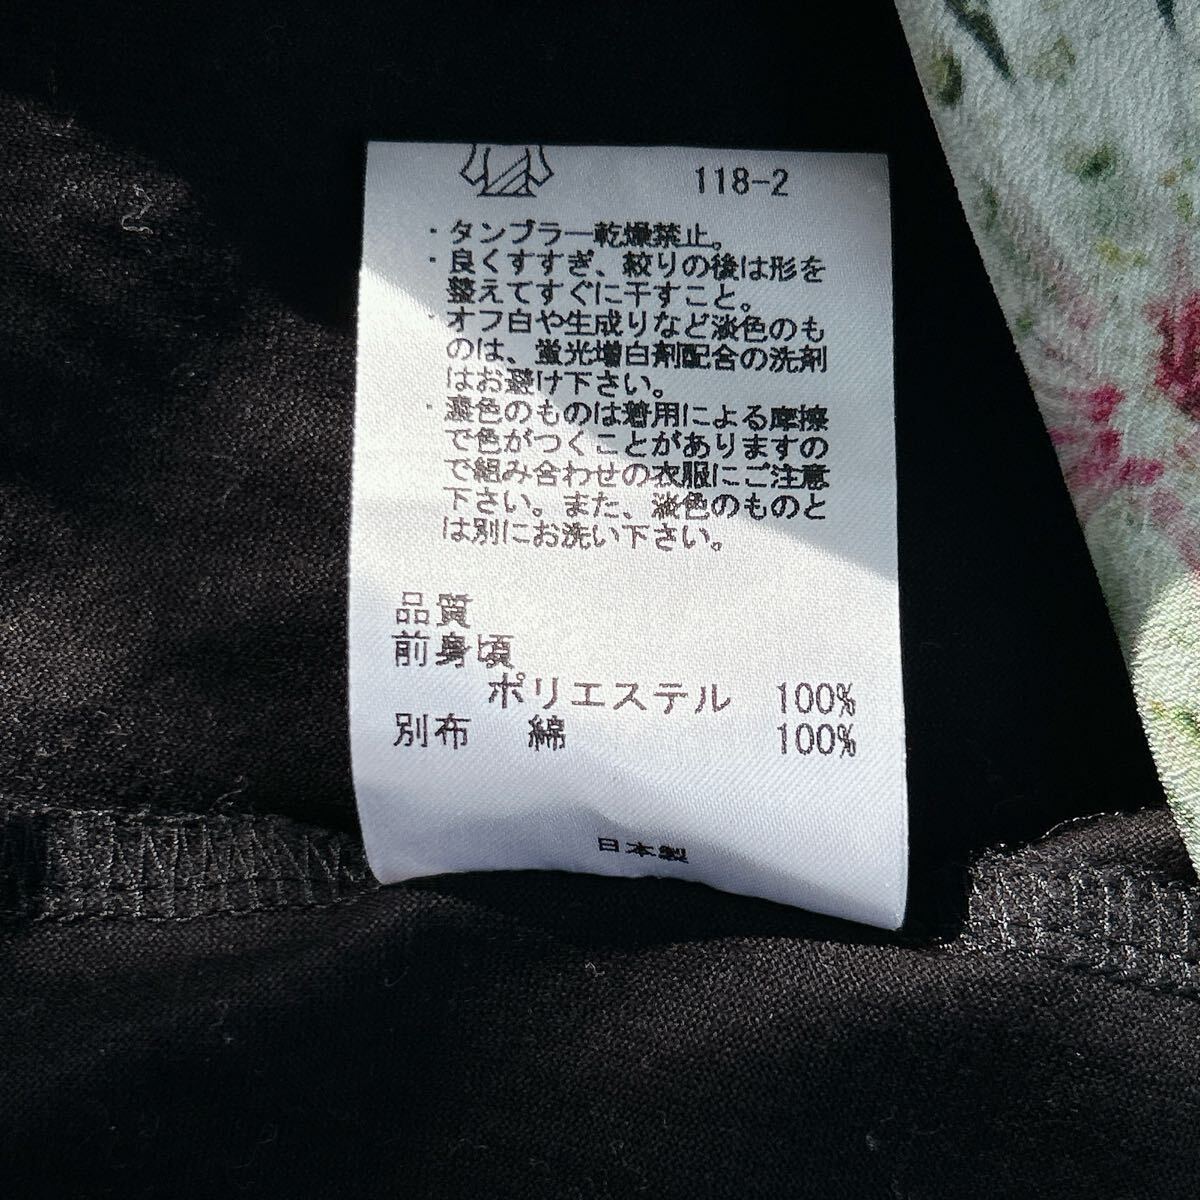 118-2
・タンブラー乾燥禁止。
・良くすすぎ、絞りの後は形を
整えてすぐに干すこと。
オフ白や生成りなど淡色のも
のは、蛍光増白剤配合の洗剤
はお避け下さい。
・濃色のものは着用による摩擦
で色がつくことがありますの
で組み合わせの衣服にご注意
下さい。また、淡色のものと
は別にお洗い下さい。
品質
前身頃
ポリエステル 100%
別布 綿 100%
日本製